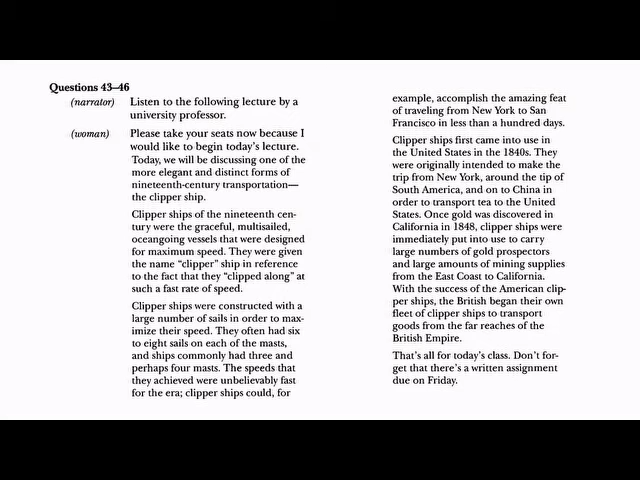 Questions 43–46
(narrator) Listen to the following lecture by a
university professor.
(woman) Please take your seats now because I
would like to begin today's lecture.
Today, we will be discussing one of the
more elegant and distinct forms of
nineteenth-century transportation—
the clipper ship.
Clipper ships of the nineteenth cen-
tury were the graceful, multisailed,
oceangoing vessels that were designed
for maximum speed. They were given
the name "clipper" ship in reference
to the fact that they "clipped along" at
such a fast rate of speed.
Clipper ships were constructed with a
large number of sails in order to max-
imize their speed. They often had six
to eight sails on each of the masts,
and ships commonly had three and
perhaps four masts. The speeds that
they achieved were unbelievably fast
for the era; clipper ships could, for
example, accomplish the amazing feat
of traveling from New York to San
Francisco in less than a hundred days.
Clipper ships first came into use in
the United States in the 1840s. They
were originally intended to make the
trip from New York, around the tip of
South America, and on to China in
order to transport tea to the United
States. Once gold was discovered in
California in 1848, clipper ships were
immediately put into use to carry
large numbers of gold prospectors
and large amounts of mining supplies
from the East Coast to California.
With the success of the American clip-
per ships, the British began their own
fleet of clipper ships to transport
goods from the far reaches of the
British Empire.
That's all for today's class. Don't for-
get that there's a written assignment
due on Friday.